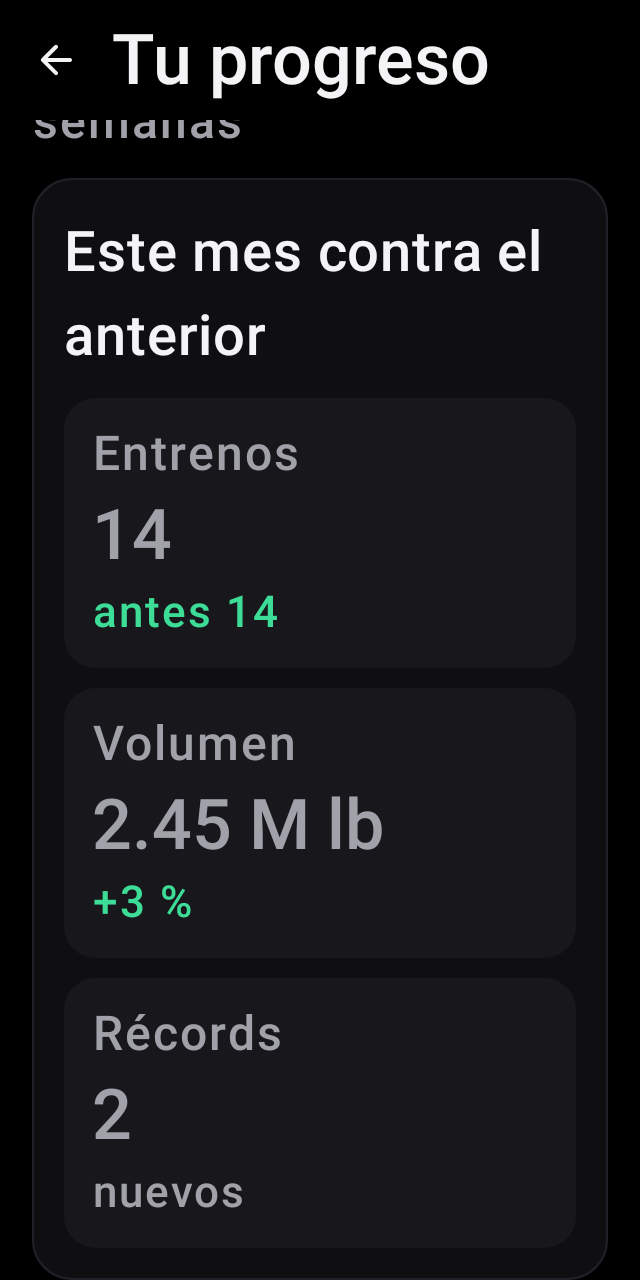 Tu progreso
semanas
Este mes contra el
anterior
Entrenos
14
antes 14
Volumen
2.45 M lb
+3 %
Récords
2
nuevos